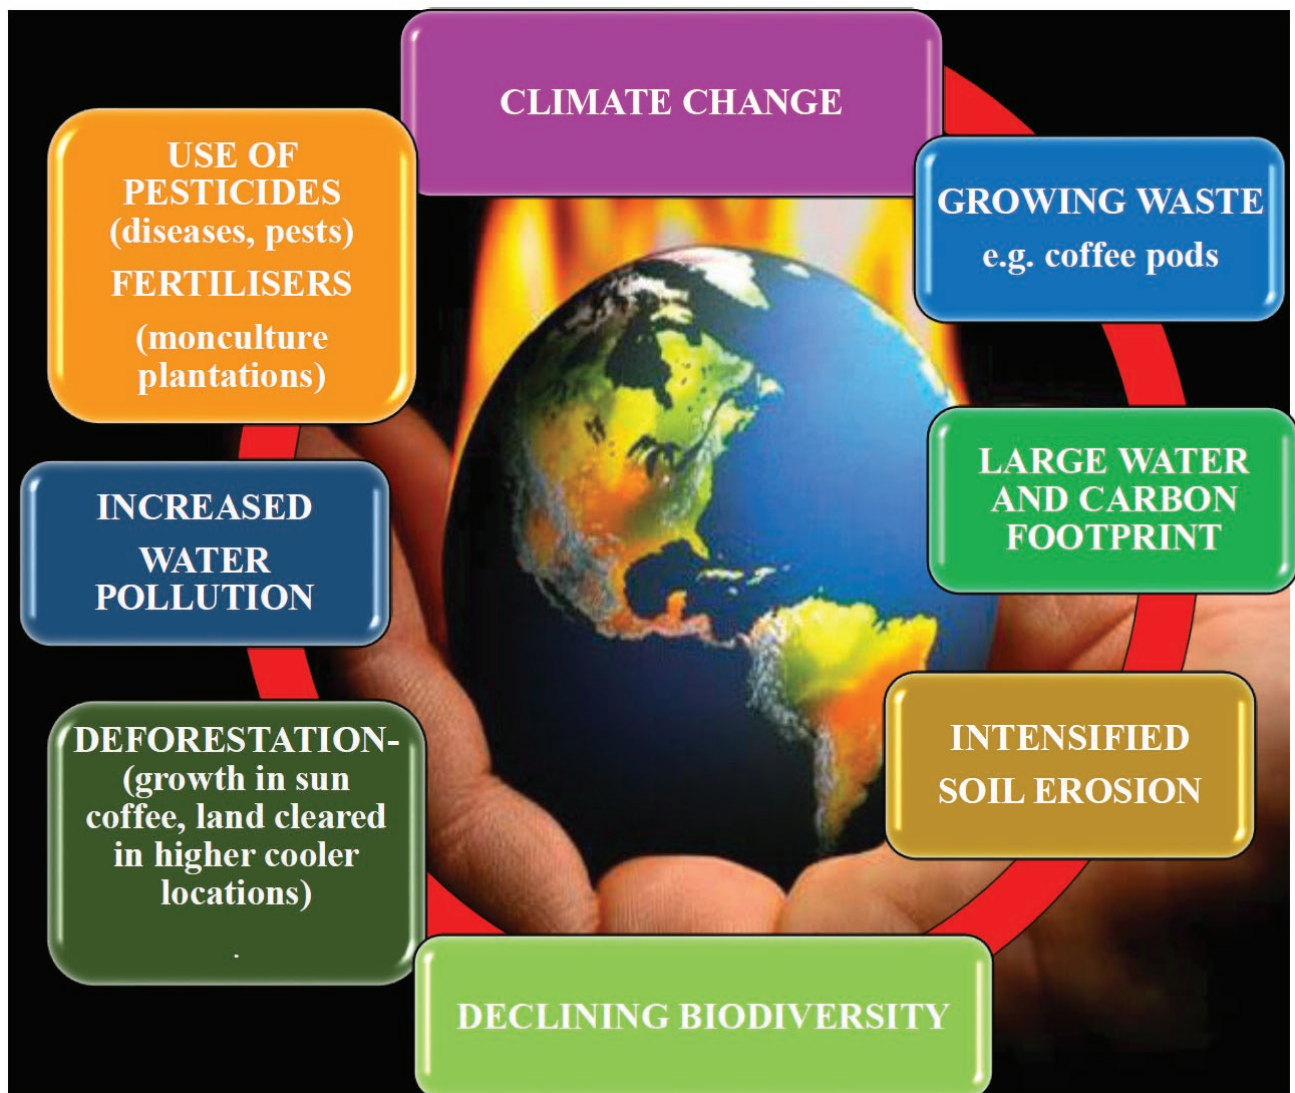 CLIMATE CHANGE
GROWING WASTE
e.g. coffee pods
LARGE WATER
AND CARBON
FOOTPRINT
INTENSIFIED
SOIL EROSION
DECLINING BIODIVERSITY
DEFORESTATION-
(growth in sun
coffee, land cleared
in higher cooler
locations)
.
INCREASED
WATER
POLLUTION
USE OF
PESTICIDES
(diseases, pests)
FERTILISERS
(monculture
plantations)